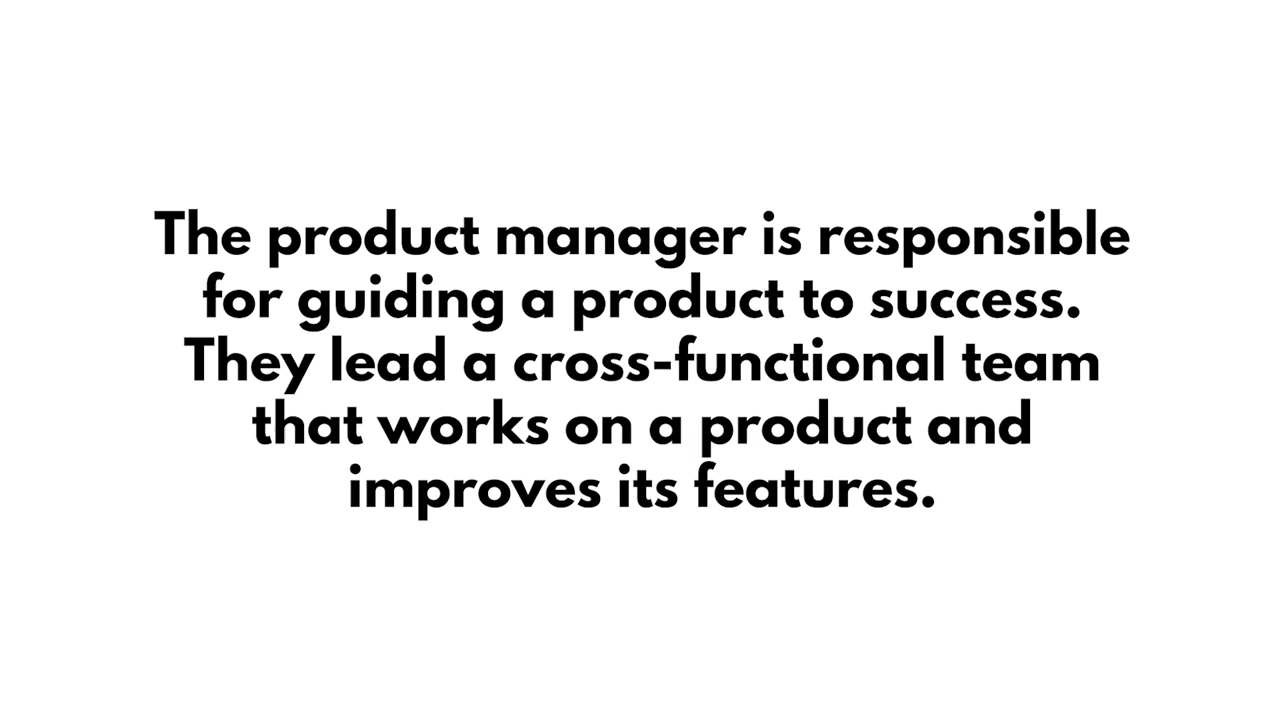 The product manager is responsible
for guiding a product to success.
They lead a cross-functional team
that works on a product and
improves its features.